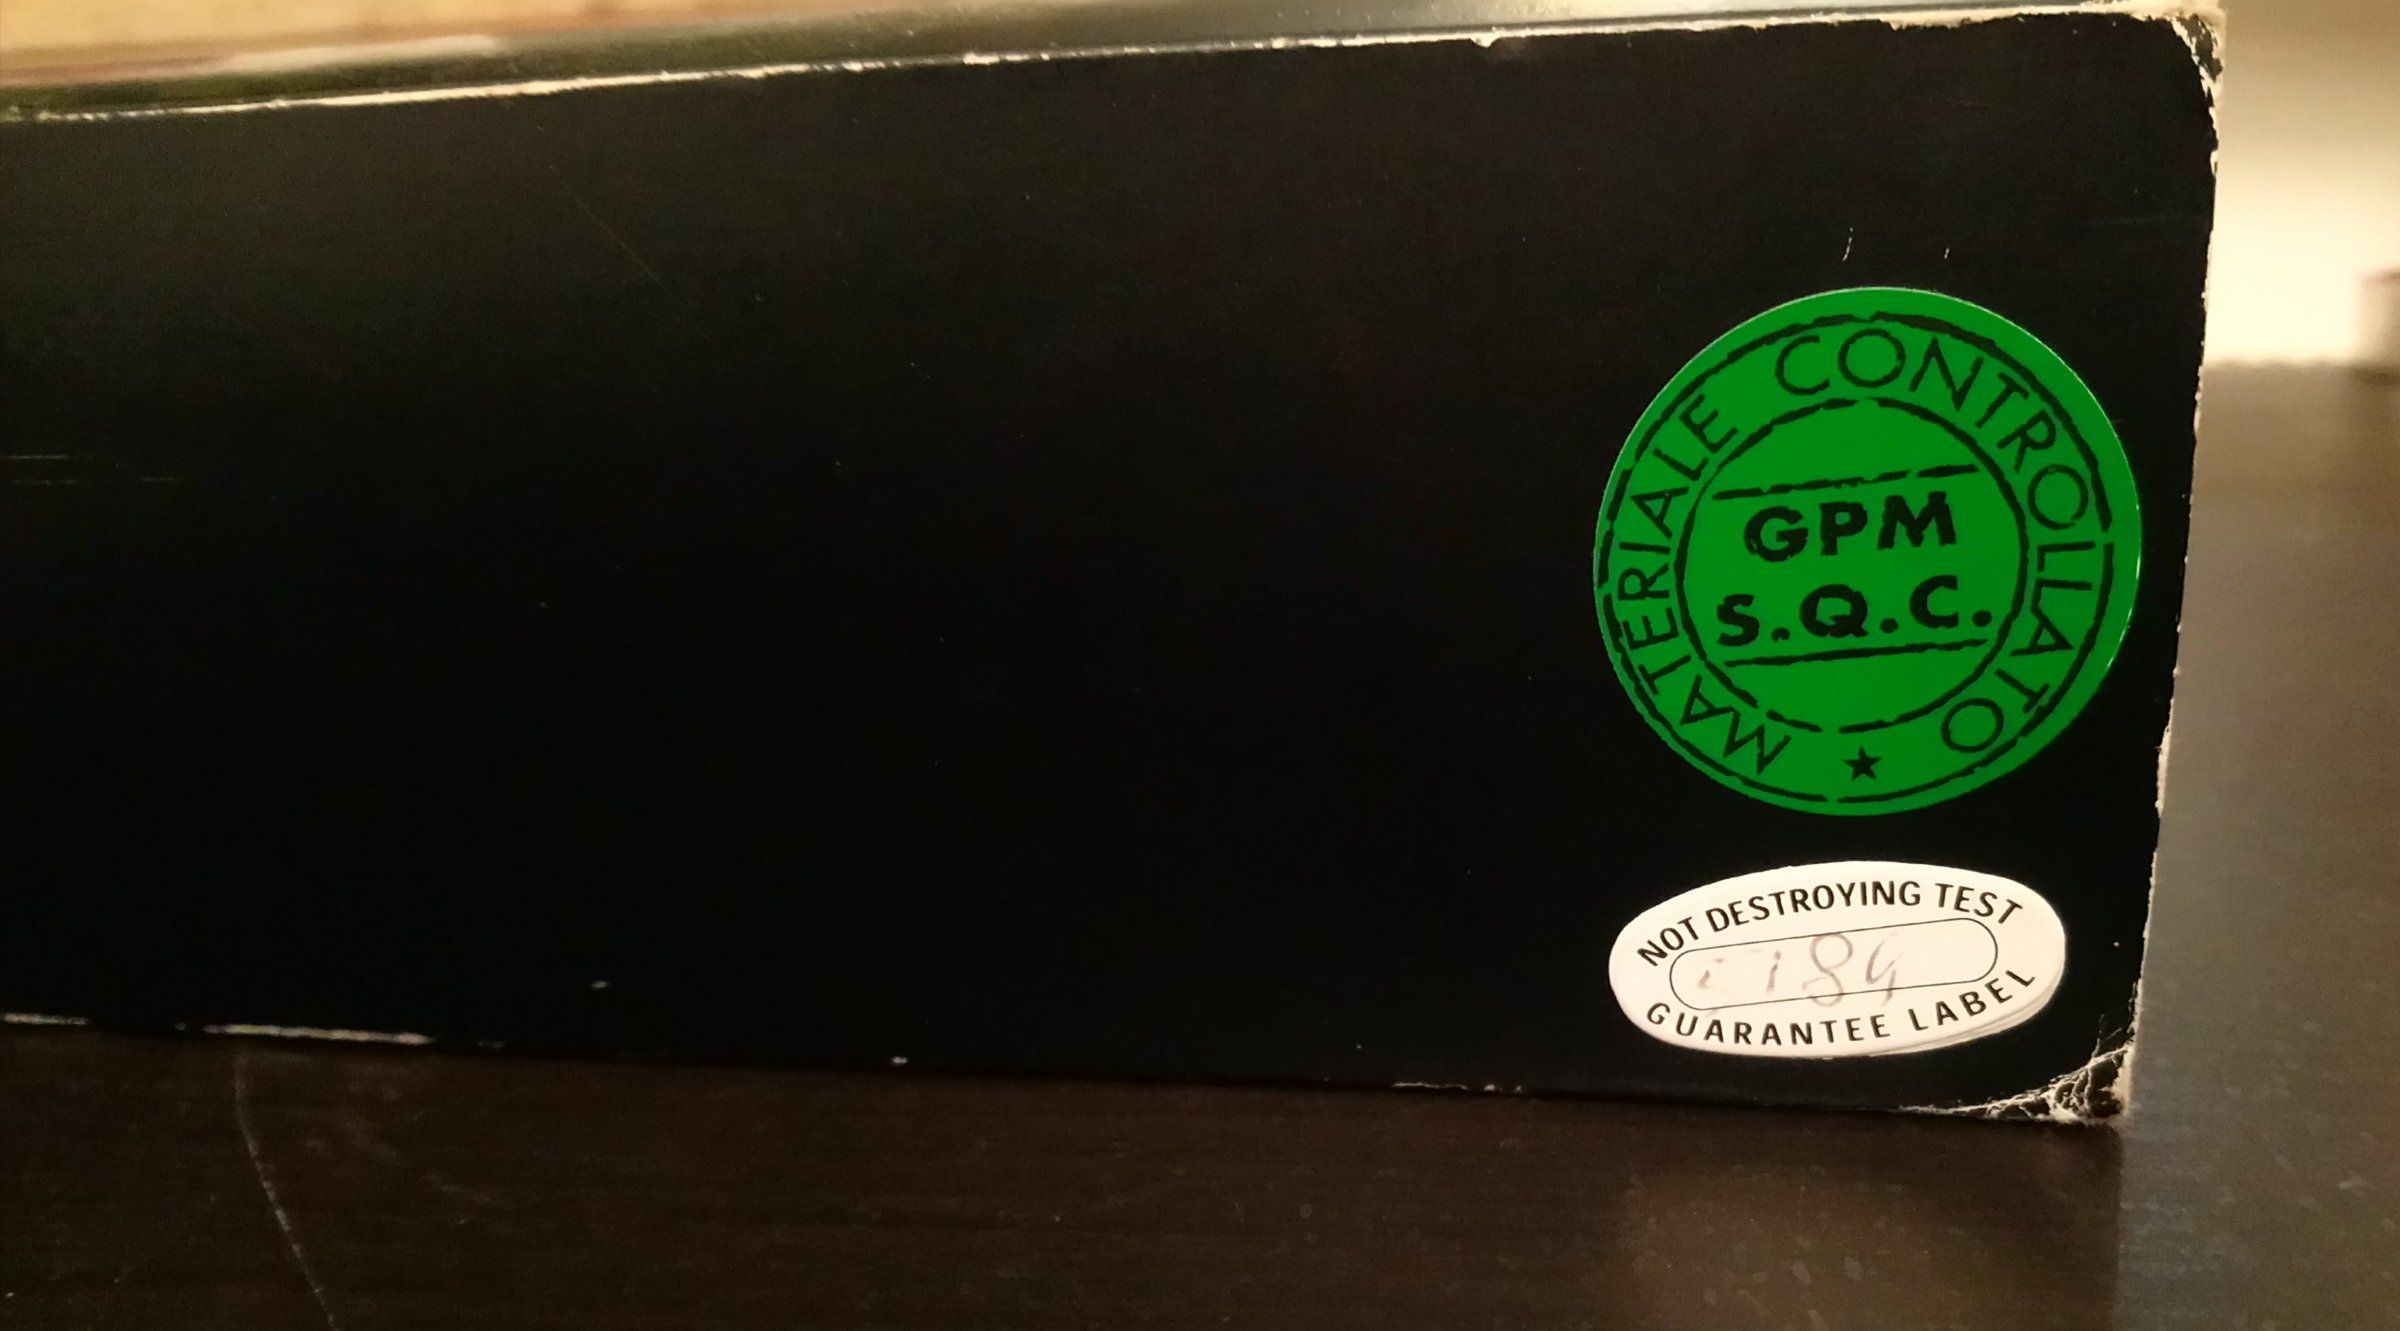 MATERIALE CONTROLLATO ★
GPM
S.Q.C.
NOT DESTROYING TEST
GUARANTEE LABEL